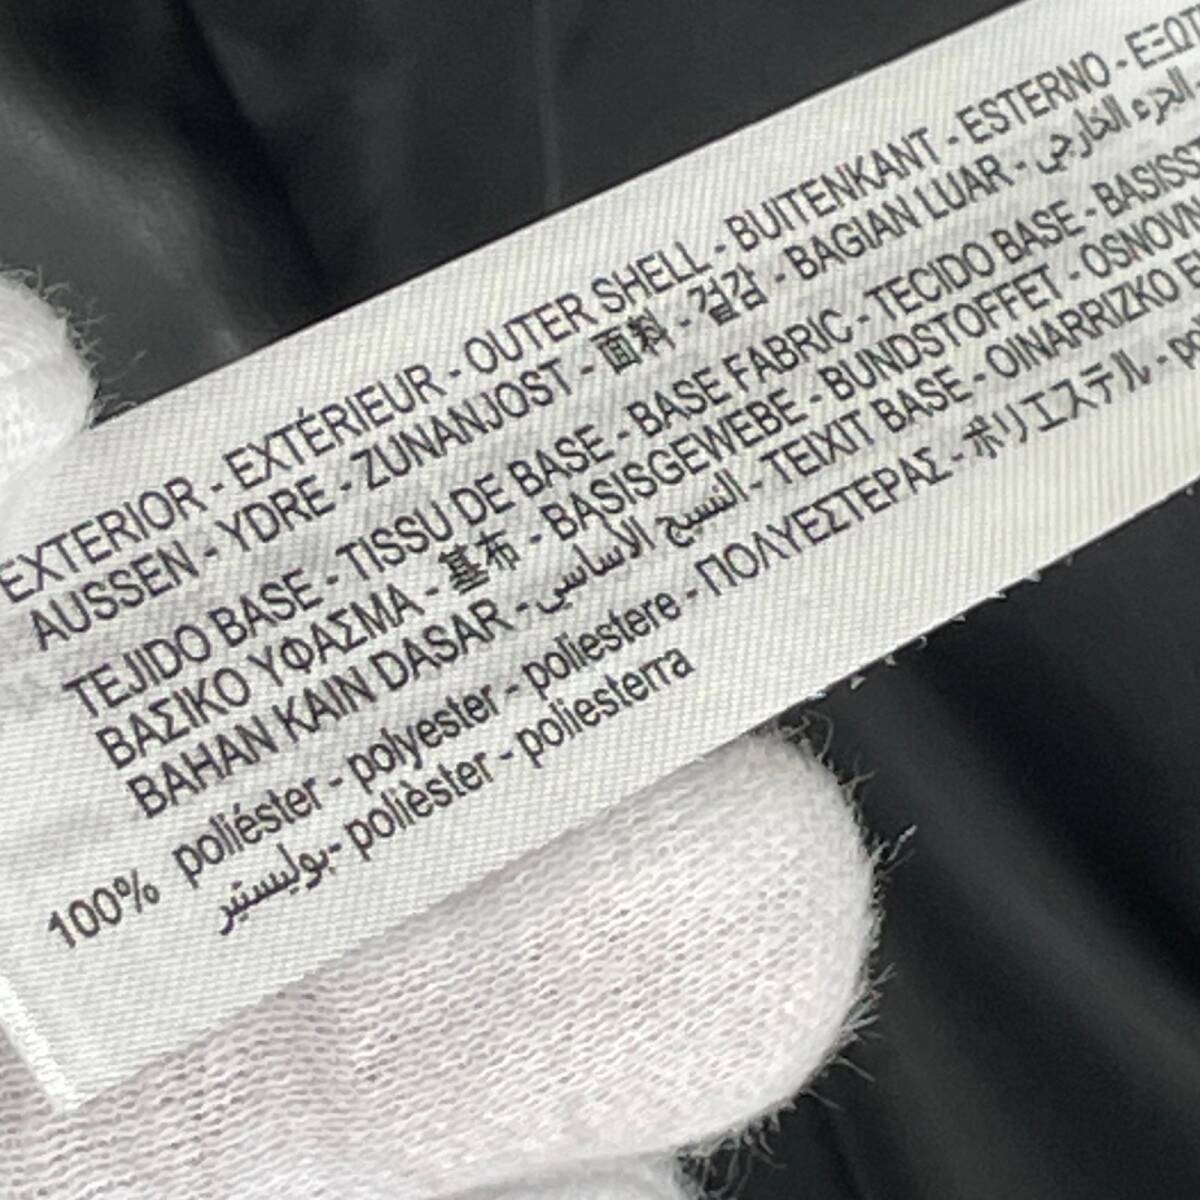 EXTERIOR - EXTÉRIEUR - OUTER SHELL - BUITENKANT - ESTERNO - ΕΞΩΤ
AUSSEN - YDRE - ZUNANJOST - 面料 - 겉감 - BAGIAN LUAR - الجزء الخارجي -
TEJIDO BASE - TISSU DE BASE - BASE FABRIC - TECIDO BASE - BASISST
ΒΑΣΙΚΟ ΥΦΑΣΜΑ - 基布 - BASISGEWEBE - BUNDSTOFFET - OSNOVN
BAHAN KAIN DASAR - النسيج الأساسي - TEIXIT BASE - OINARRIZKO E
100% poliéster - polyester - poliestere - ΠΟΛΥΕΣΤΕΡΑΣ - ポリエステル - po
بوليستير - polièster - poliesterra